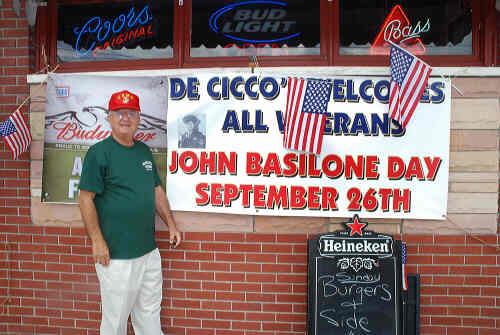 Coors
ORIGINAL
BUD
LIGHT
Bass
DE CICCO'S WELCOMES
Budweiser
ALL VETERANS
JOHN BASILONE DAY
SEPTEMBER 26TH
Heineken
Sunday
Burgers
Side